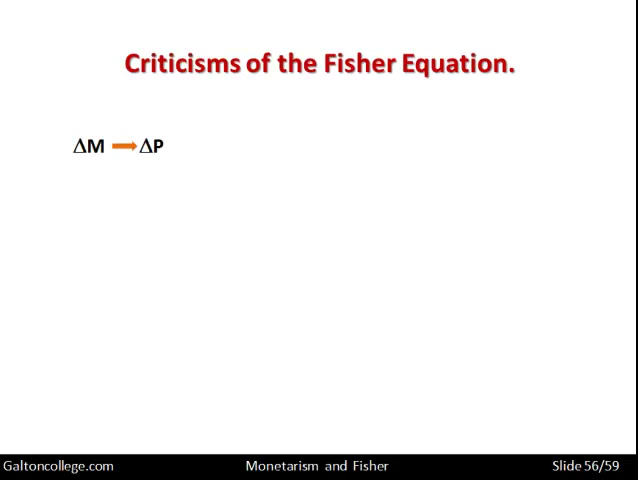 Criticisms of the Fisher Equation.
ΔM ➡ ΔP
Galtoncollege.com Monetarism and Fisher Slide 56/59